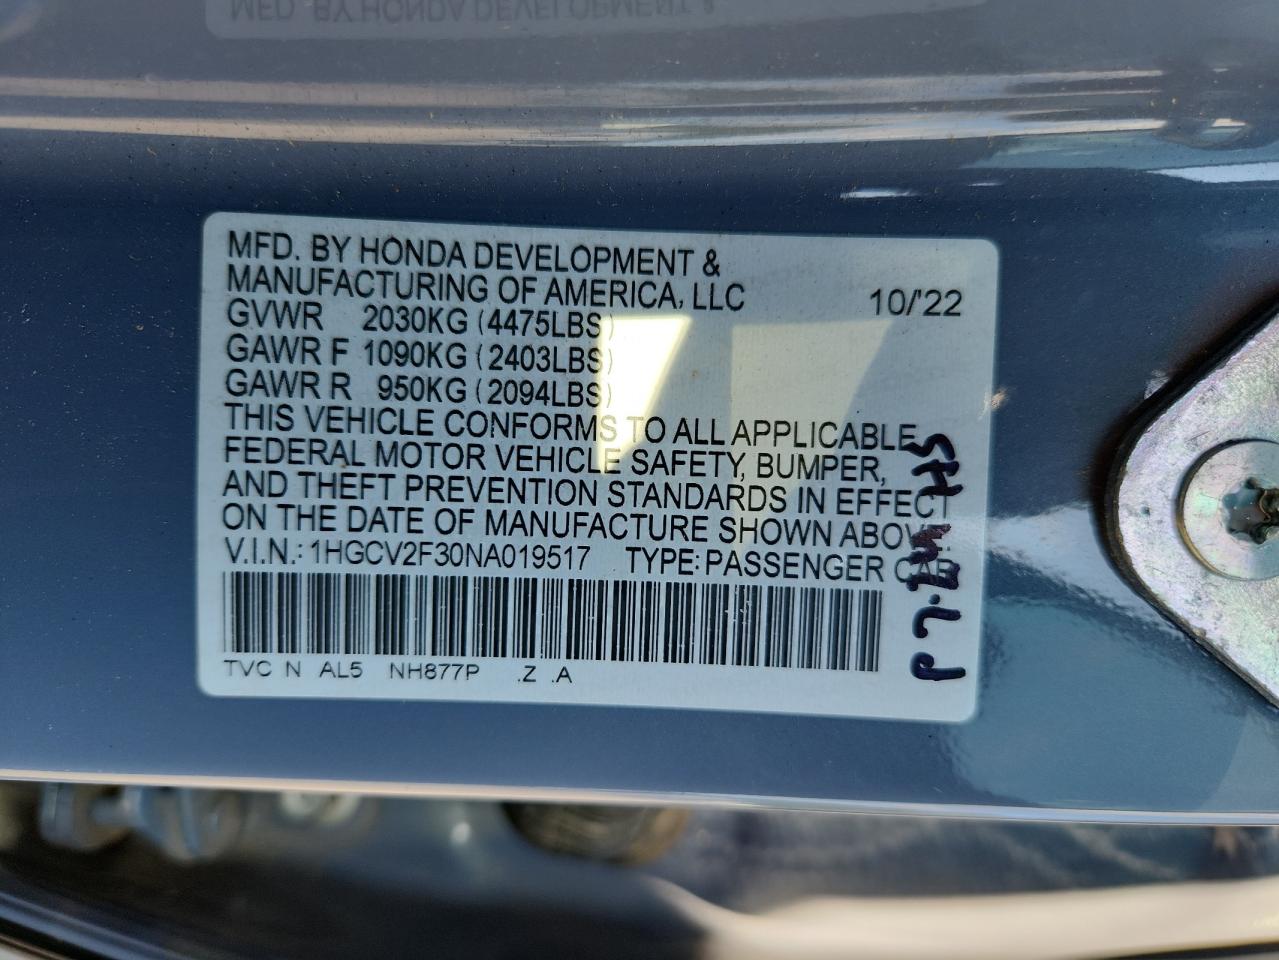 MFD. BY HONDA DEVELOPMENT &
MANUFACTURING OF AMERICA, LLC 10/'22
GVWR 2030KG (4475LBS)
GAWR F 1090KG (2403LBS)
GAWR R 950KG (2094LBS)
THIS VEHICLE CONFORMS TO ALL APPLICABLE
FEDERAL MOTOR VEHICLE SAFETY, BUMPER,
AND THEFT PREVENTION STANDARDS IN EFFECT
ON THE DATE OF MANUFACTURE SHOWN ABOVE.
V.I.N.: 1HGCV2F30NA019517 TYPE: PASSENGER CAR
TVC N AL5 NH877P .Z .A